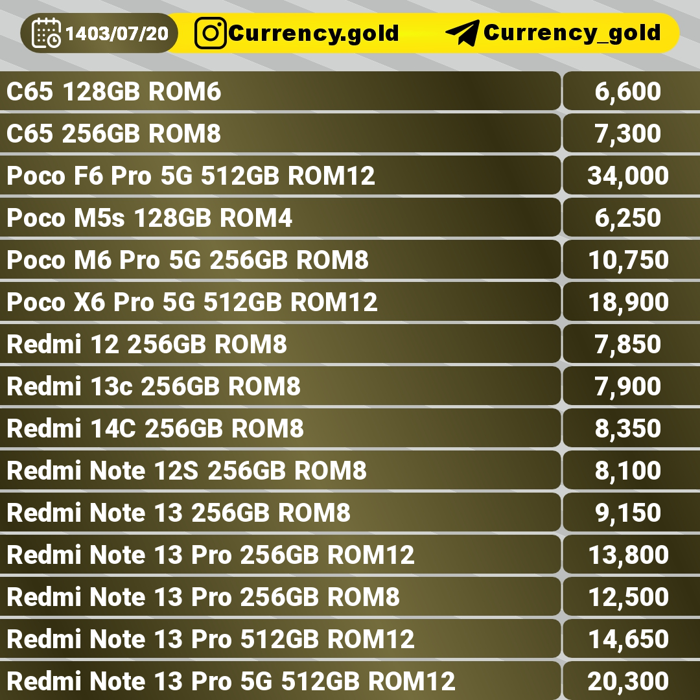 1403/07/20 Currency.gold Currency_gold
C65 128GB ROM6 6,600
C65 256GB ROM8 7,300
Poco F6 Pro 5G 512GB ROM12 34,000
Poco M5s 128GB ROM4 6,250
Poco M6 Pro 5G 256GB ROM8 10,750
Poco X6 Pro 5G 512GB ROM12 18,900
Redmi 12 256GB ROM8 7,850
Redmi 13c 256GB ROM8 7,900
Redmi 14C 256GB ROM8 8,350
Redmi Note 12S 256GB ROM8 8,100
Redmi Note 13 256GB ROM8 9,150
Redmi Note 13 Pro 256GB ROM12 13,800
Redmi Note 13 Pro 256GB ROM8 12,500
Redmi Note 13 Pro 512GB ROM12 14,650
Redmi Note 13 Pro 5G 512GB ROM12 20,300